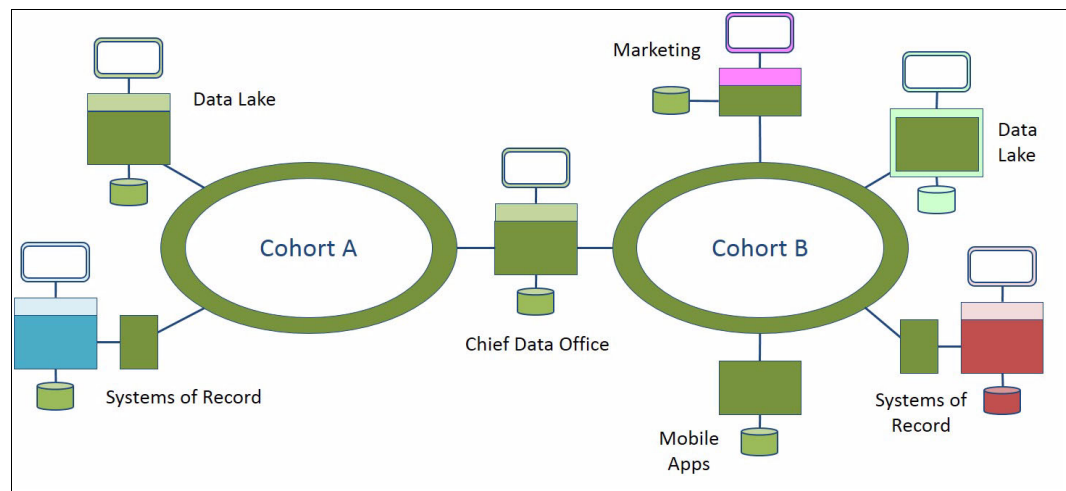 Marketing
Data Lake
Data
Lake
Cohort A
Cohort B
Chief Data Office
Systems of Record
Systems of
Record
Mobile
Apps